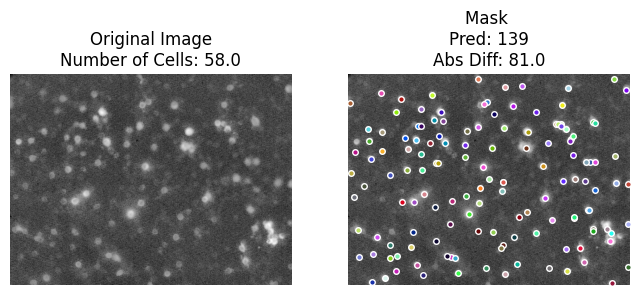 Original Image
Number of Cells: 58.0
Mask
Pred: 139
Abs Diff: 81.0